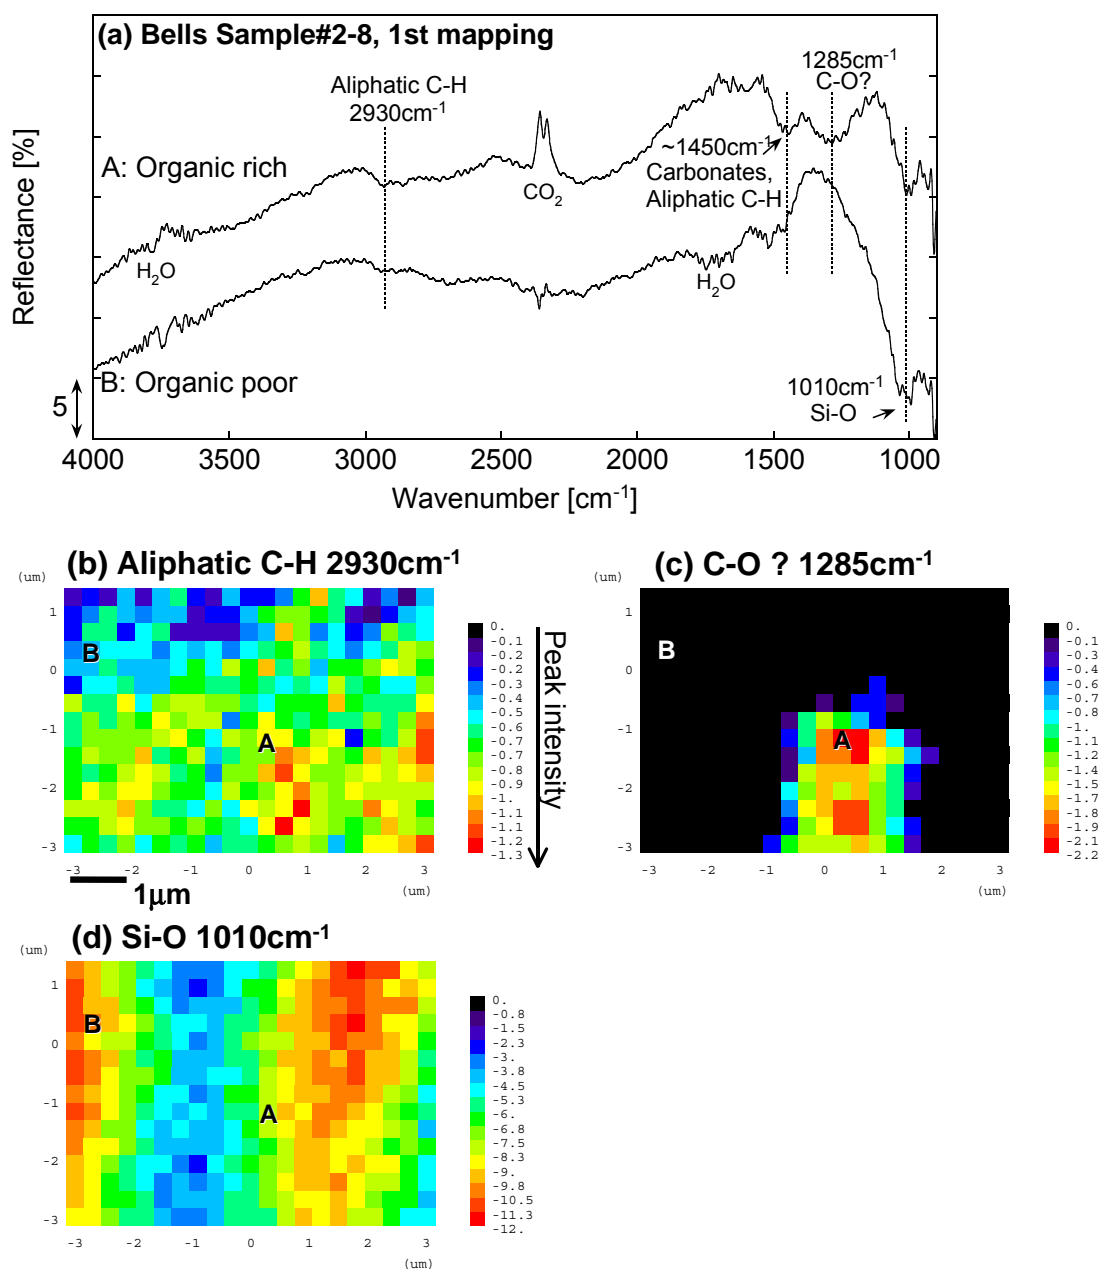 (a) Bells Sample#2-8, 1st mapping
1285cm-1
C-O?
Aliphatic C-H
2930cm-1
~1450cm-1
Carbonates,
Aliphatic C-H
A: Organic rich
CO2
H2O
H2O
B: Organic poor
1010cm-1
Si-O
Reflectance [%]
5
4000 3500 3000 2500 2000 1500 1000
Wavenumber [cm-1]
(b) Aliphatic C-H 2930cm-1
(um)
1
0
-1
-2
-3
B
A
-3 -2 -1 0 1 2 3
(um)
1μm
0.
-0.1
-0.2
-0.3
-0.4
-0.5
-0.6
-0.7
-0.8
-0.9
-1.
-1.1
-1.2
-1.3
Peak intensity
(c) C-O ? 1285cm-1
(um)
1
0
-1
-2
-3
B
A
-3 -2 -1 0 1 2 3
(um)
0.
-0.1
-0.3
-0.4
-0.6
-0.8
-0.9
-1.1
-1.2
-1.4
-1.5
-1.7
-1.8
-2.
-2.1
-2.2
(d) Si-O 1010cm-1
(um)
1
0
-1
-2
-3
B
A
-3 -2 -1 0 1 2 3
(um)
0.
-0.8
-1.5
-2.3
-3.
-3.8
-4.5
-5.3
-6.
-6.8
-7.5
-8.3
-9.
-9.8
-10.5
-11.3
-12.